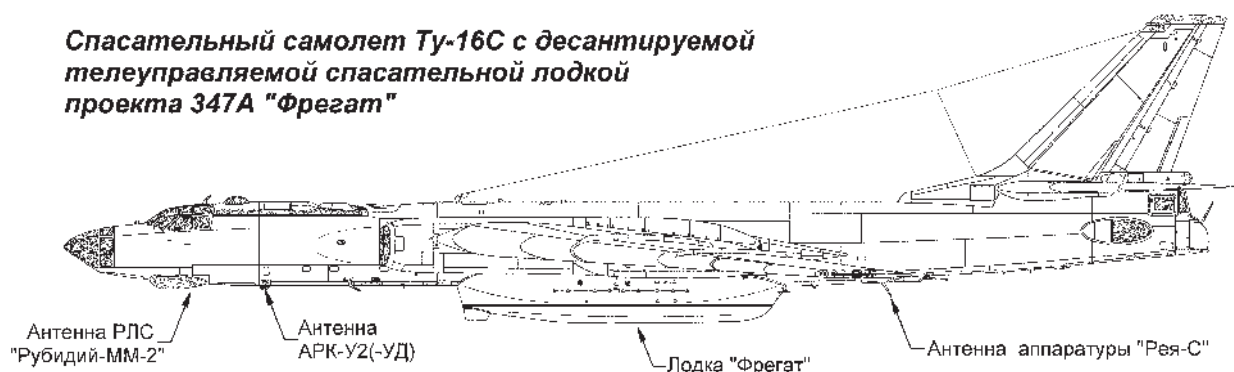 Спасательный самолет Ту-16С с десантируемой
телеуправляемой спасательной лодкой
проекта 347А "Фрегат"
Антенна РЛС
"Рубидий-ММ-2"
Антенна
АРК-У2(-УД)
Лодка "Фрегат"
Антенна аппаратуры "Рея-С"